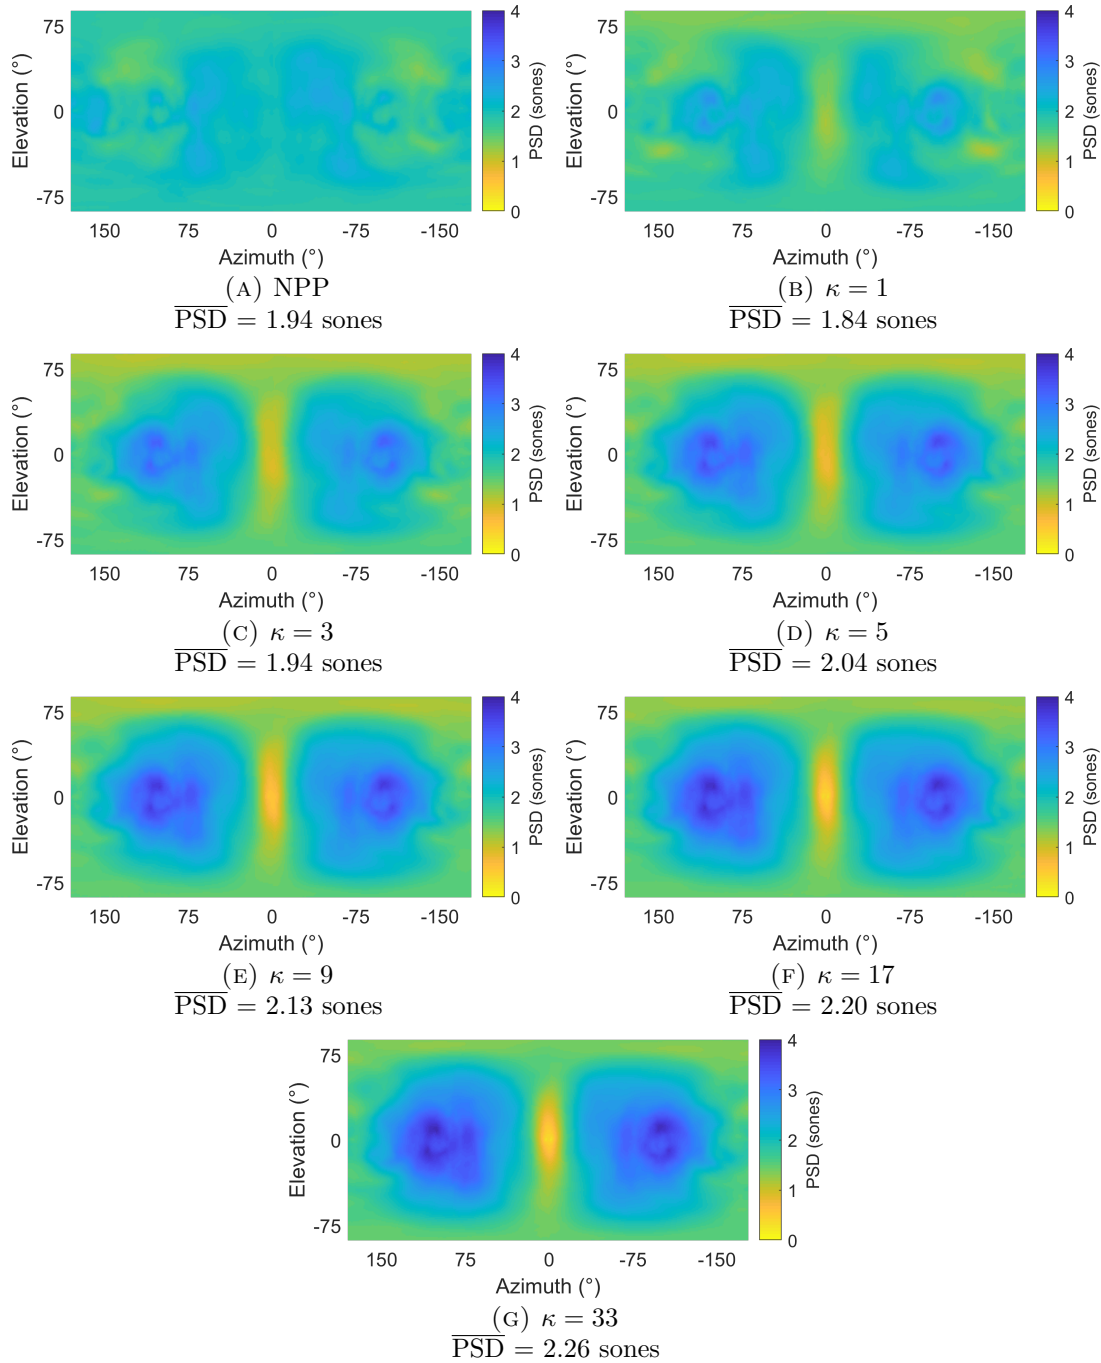 75
0
-75
Elevation (°)
150 75 0 -75 -150
Azimuth (°)
4
3
2
1
0
PSD (sones)
(A) NPP
PSD = 1.94 sones
75
0
-75
Elevation (°)
150 75 0 -75 -150
Azimuth (°)
4
3
2
1
0
PSD (sones)
(B) κ = 1
PSD = 1.84 sones
75
0
-75
Elevation (°)
150 75 0 -75 -150
Azimuth (°)
4
3
2
1
0
PSD (sones)
(C) κ = 3
PSD = 1.94 sones
75
0
-75
Elevation (°)
150 75 0 -75 -150
Azimuth (°)
4
3
2
1
0
PSD (sones)
(D) κ = 5
PSD = 2.04 sones
75
0
-75
Elevation (°)
150 75 0 -75 -150
Azimuth (°)
4
3
2
1
0
PSD (sones)
(E) κ = 9
PSD = 2.13 sones
75
0
-75
Elevation (°)
150 75 0 -75 -150
Azimuth (°)
4
3
2
1
0
PSD (sones)
(F) κ = 17
PSD = 2.20 sones
75
0
-75
Elevation (°)
150 75 0 -75 -150
Azimuth (°)
4
3
2
1
0
PSD (sones)
(G) κ = 33
PSD = 2.26 sones